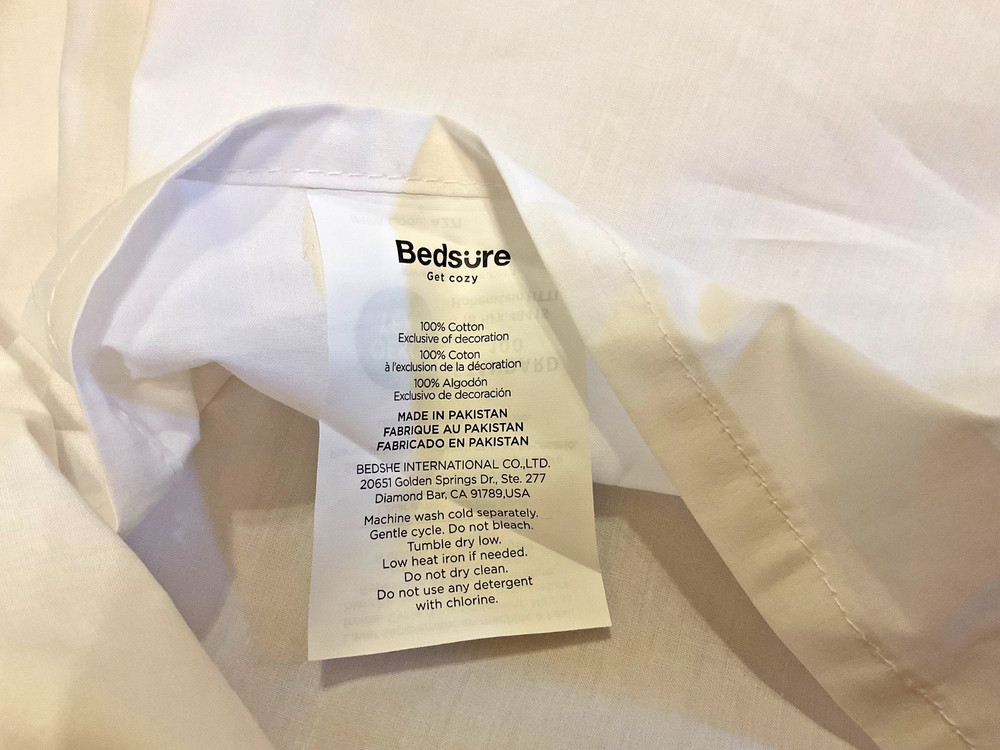 Bedsure
Get cozy
100% Cotton
Exclusive of decoration
100% Coton
à l'exclusion de la décoration
100% Algodón
Exclusivo de decoración
MADE IN PAKISTAN
FABRIQUE AU PAKISTAN
FABRICADO EN PAKISTAN
BEDSHE INTERNATIONAL CO.,LTD.
20651 Golden Springs Dr., Ste. 277
Diamond Bar, CA 91789,USA
Machine wash cold separately.
Gentle cycle. Do not bleach.
Tumble dry low.
Low heat iron if needed.
Do not dry clean.
Do not use any detergent
with chlorine.